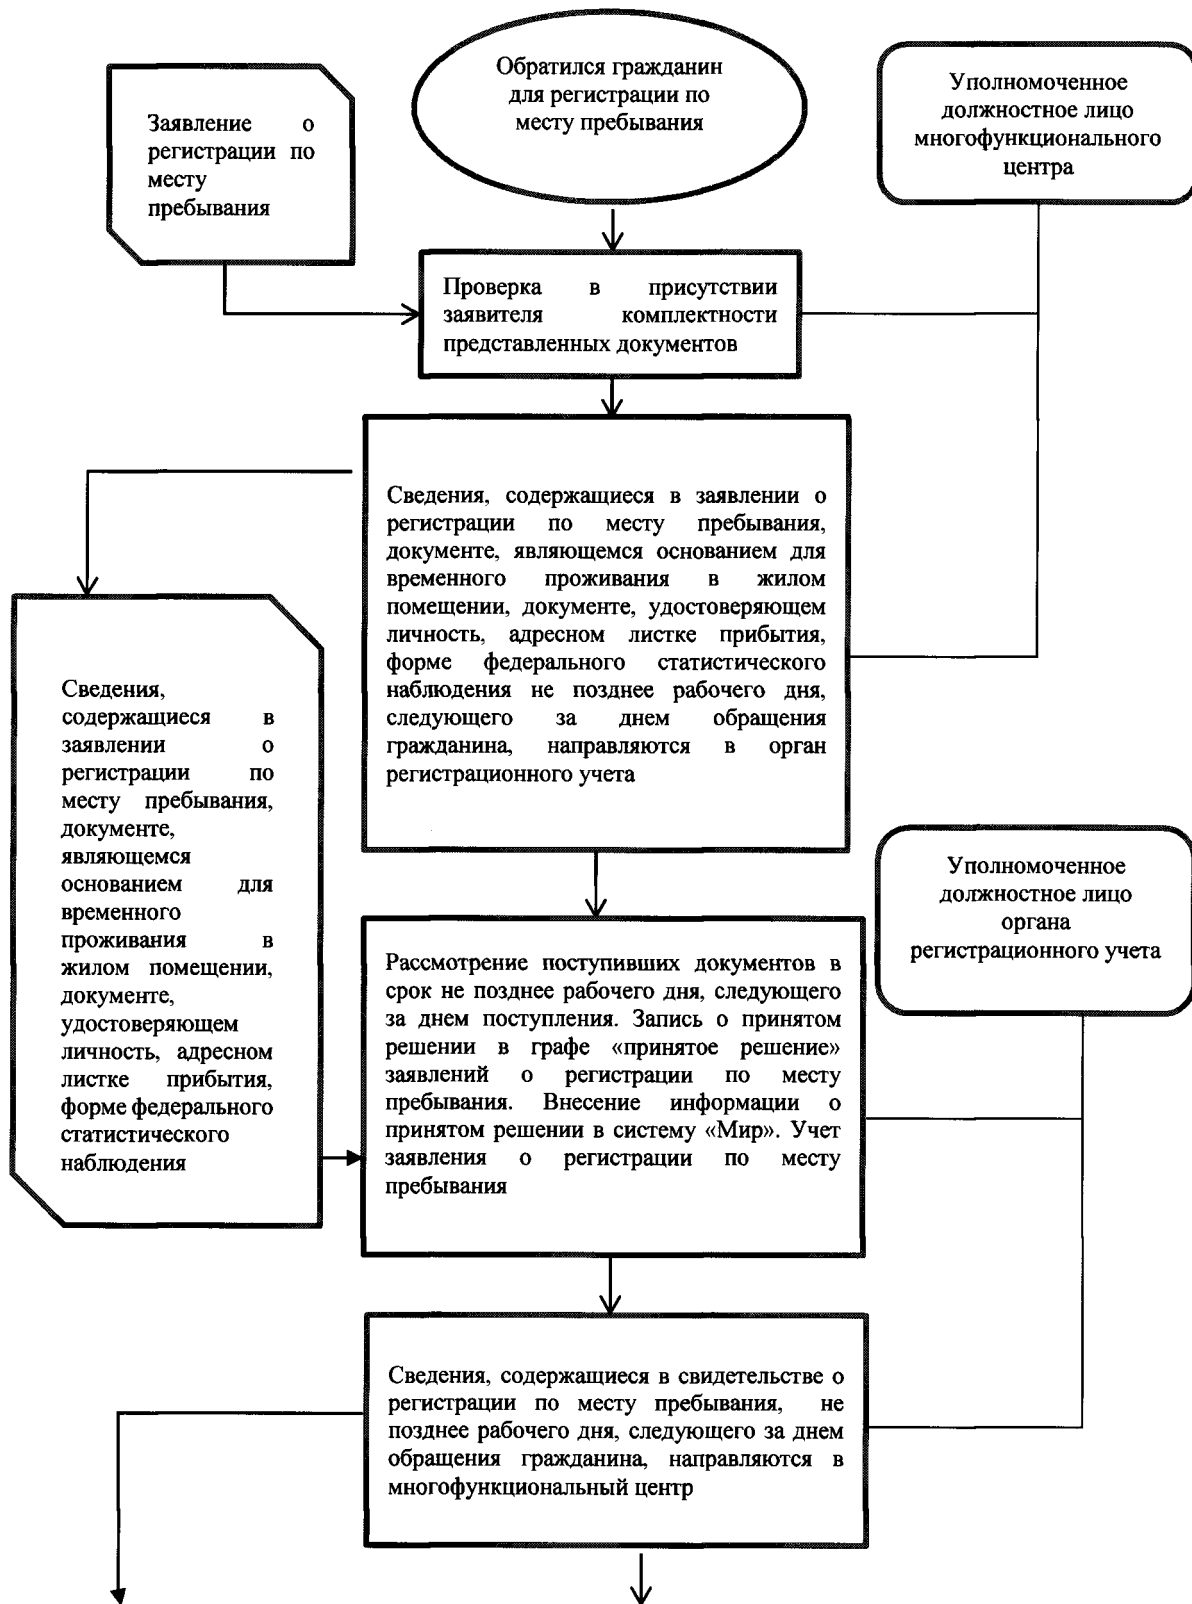 Обратился гражданин
для регистрации по
месту пребывания
Уполномоченное
должностное лицо
многофункционального
центра
Заявление о
регистрации по
месту
пребывания
Проверка в присутствии
заявителя комплектности
представленных документов
Сведения, содержащиеся в заявлении о
регистрации по месту пребывания,
документе, являющемся основанием для
временного проживания в жилом
помещении, документе, удостоверяющем
личность, адресном листке прибытия,
форме федерального статистического
наблюдения не позднее рабочего дня,
следующего за днем обращения
гражданина, направляются в орган
регистрационного учета
Сведения,
содержащиеся в
заявлении о
регистрации по
месту пребывания,
документе,
являющемся
основанием для
временного
проживания в
жилом помещении,
документе,
удостоверяющем
личность, адресном
листке прибытия,
форме федерального
статистического
наблюдения
Уполномоченное
должностное лицо
органа
регистрационного учета
Рассмотрение поступивших документов в
срок не позднее рабочего дня, следующего
за днем поступления. Запись о принятом
решении в графе «принятое решение»
заявлений о регистрации по месту
пребывания. Внесение информации о
принятом решении в систему «Мир». Учет
заявления о регистрации по месту
пребывания
Сведения, содержащиеся в свидетельстве о
регистрации по месту пребывания, не
позднее рабочего дня, следующего за днем
обращения гражданина, направляются в
многофункциональный центр